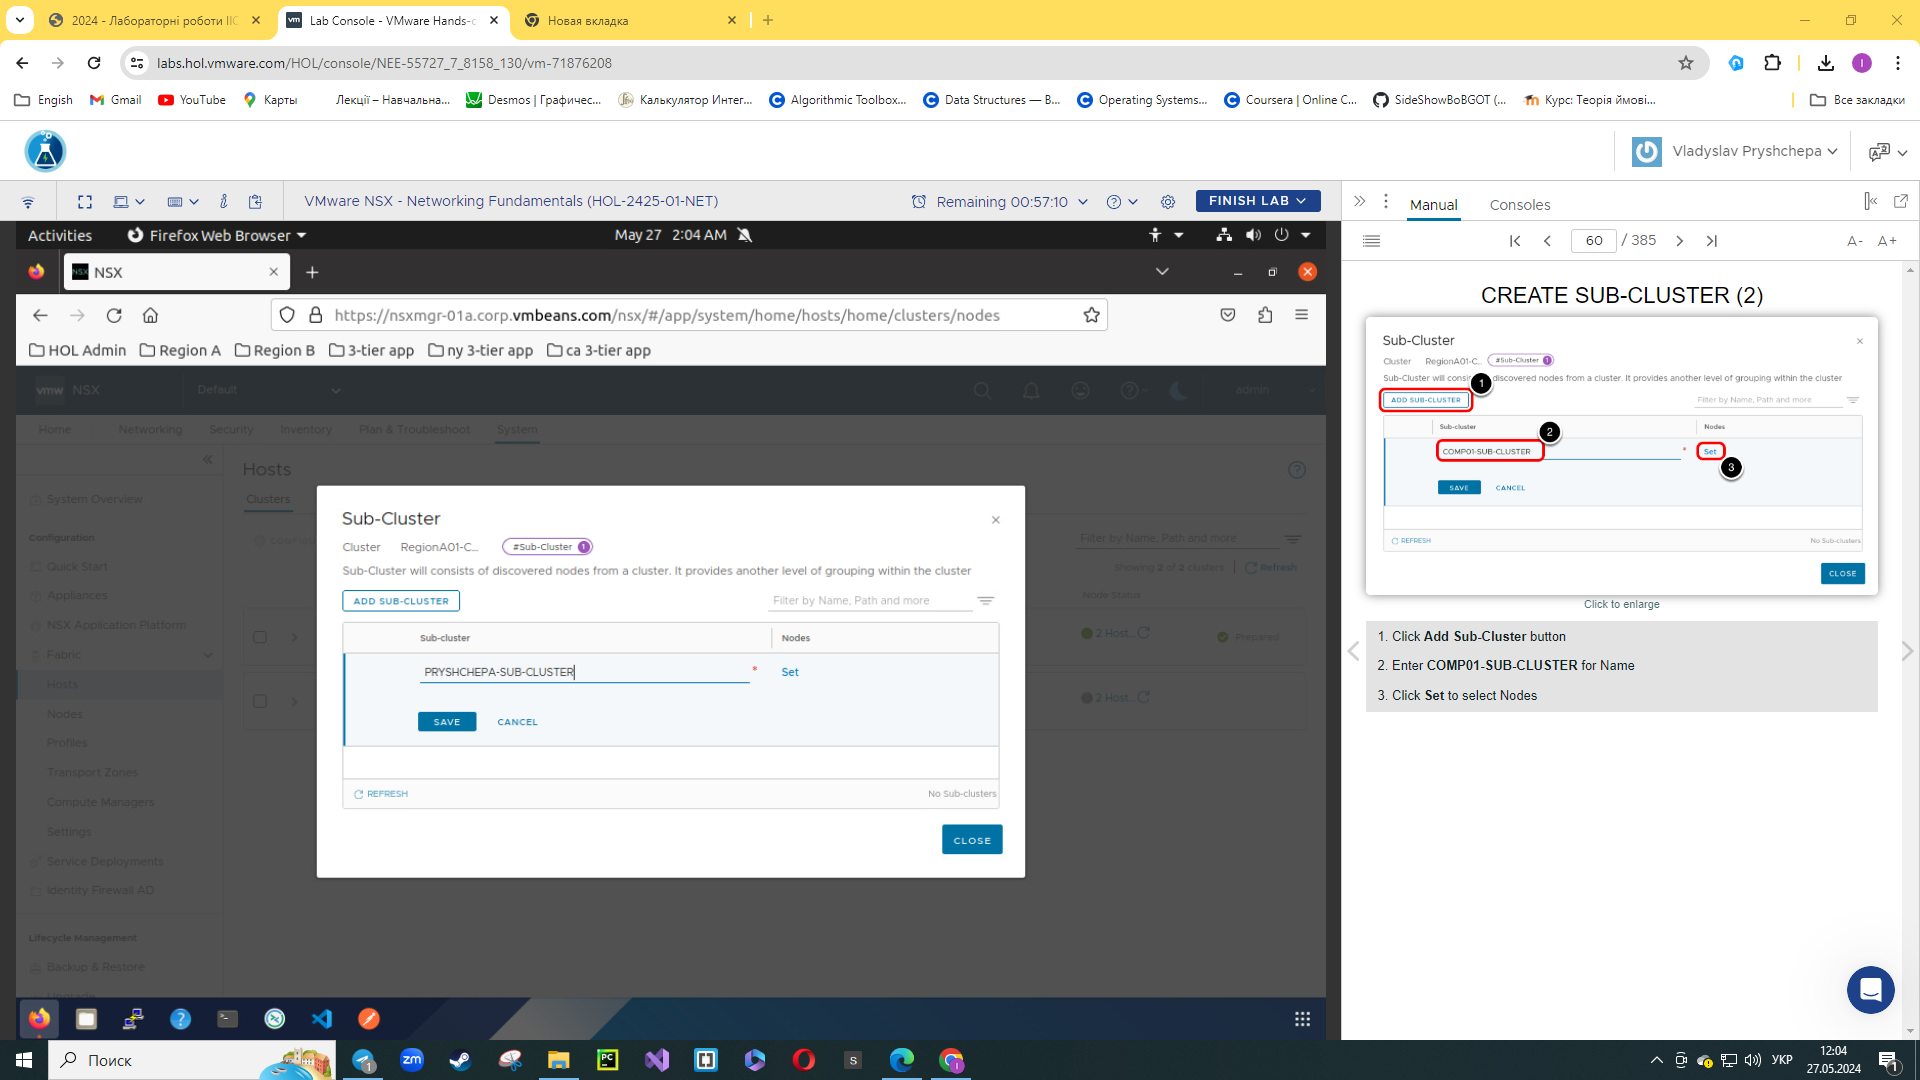 2024 - Лабораторні роботи ІІС
Lab Console - VMware Hands-o
Новая вкладка
labs.hol.vmware.com/HOL/console/NEE-55727_7_8158_130/vm-71876208
Engish
Gmail
YouTube
Карты
Лекції – Навчальна...
Desmos | Графичес...
Калькулятор Интег...
Algorithmic Toolbox...
Data Structures — В...
Operating Systems...
Coursera | Online C...
SideShowBoBGOT (...
Курс: Теорія ймові...
Все закладки
Vladyslav Pryshchepa
VMware NSX - Networking Fundamentals (HOL-2425-01-NET)
Remaining 00:57:10
FINISH LAB
Manual
Consoles
60 / 385
A-
A+
Activities
Firefox Web Browser
May 27 2:04 AM
NSX
https://nsxmgr-01a.corp.vmbeans.com/nsx/#/app/system/home/hosts/home/clusters/nodes
HOL Admin
Region A
Region B
3-tier app
ny 3-tier app
ca 3-tier app
vmw NSX
Default
admin
Home
Networking
Security
Inventory
Plan & Troubleshoot
System
System Overview
Configuration
Quick Start
Appliances
NSX Application Platform
Fabric
Hosts
Nodes
Profiles
Transport Zones
Compute Managers
Settings
Service Deployments
Identity Firewall AD
Lifecycle Management
Backup & Restore
Hosts
Clusters
Filter by Name, Path and more
Showing 2 of 2 clusters
Refresh
Node Status
2 Host...
Prepared
2 Host...
Sub-Cluster
Cluster
RegionA01-C...
#Sub-Cluster 1
Sub-Cluster will consists of discovered nodes from a cluster. It provides another level of grouping within the cluster
ADD SUB-CLUSTER
Filter by Name, Path and more
Sub-cluster
Nodes
PRYSHCHEPA-SUB-CLUSTER
*
Set
SAVE
CANCEL
REFRESH
No Sub-clusters
CLOSE
CREATE SUB-CLUSTER (2)
Sub-Cluster
Cluster
RegionA01-C...
#Sub-Cluster 1
Sub-Cluster will consis discovered nodes from a cluster. It provides another level of grouping within the cluster
1
ADD SUB-CLUSTER
Filter by Name, Path and more
Sub-cluster
Nodes
2
COMP01-SUB-CLUSTER
*
Set
3
SAVE
CANCEL
REFRESH
No Sub-clusters
CLOSE
Click to enlarge
1. Click Add Sub-Cluster button
2. Enter COMP01-SUB-CLUSTER for Name
3. Click Set to select Nodes
Поиск
УКР
12:04
27.05.2024